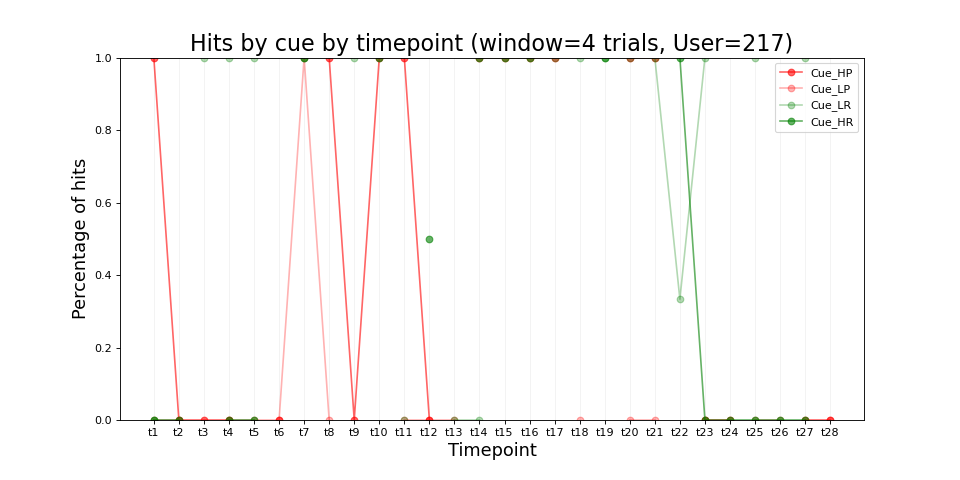 Hits by cue by timepoint (window=4 trials, User=217)
Percentage of hits
1.0
0.8
0.6
0.4
0.2
0.0
Cue_HP
Cue_LP
Cue_LR
Cue_HR
t1 t2 t3 t4 t5 t6 t7 t8 t9 t10 t11 t12 t13 t14 t15 t16 t17 t18 t19 t20 t21 t22 t23 t24 t25 t26 t27 t28
Timepoint